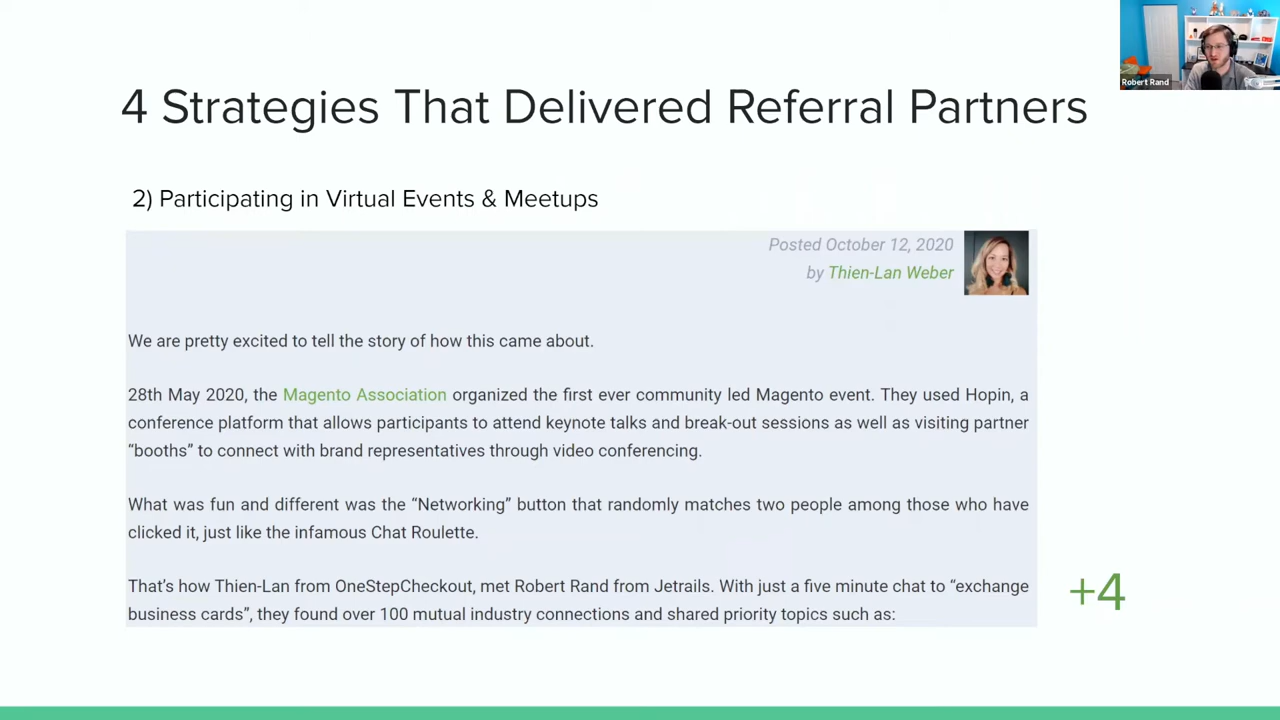 Robert Rand
4 Strategies That Delivered Referral Partners
2) Participating in Virtual Events & Meetups
Posted October 12, 2020
by Thien-Lan Weber
We are pretty excited to tell the story of how this came about.
28th May 2020, the Magento Association organized the first ever community led Magento event. They used Hopin, a
conference platform that allows participants to attend keynote talks and break-out sessions as well as visiting partner
“booths” to connect with brand representatives through video conferencing.
What was fun and different was the “Networking” button that randomly matches two people among those who have
clicked it, just like the infamous Chat Roulette.
That’s how Thien-Lan from OneStepCheckout, met Robert Rand from Jetrails. With just a five minute chat to “exchange
business cards”, they found over 100 mutual industry connections and shared priority topics such as:
+4